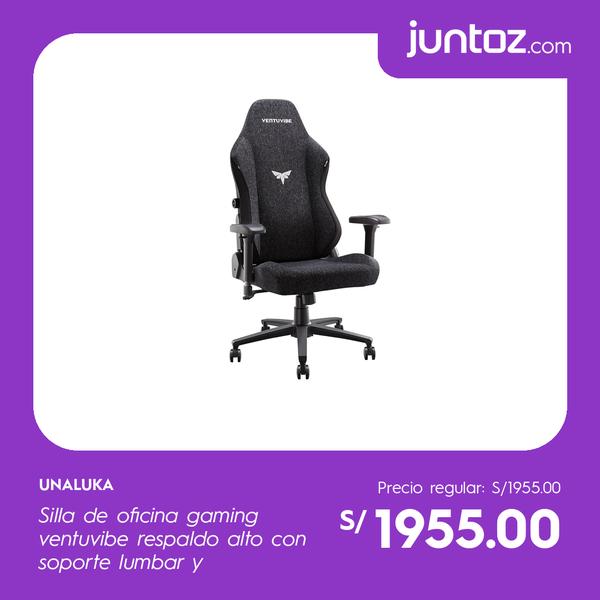 juntoz.com
VENTUVIBE
UNALUKA
Silla de oficina gaming
ventuvibe respaldo alto con
soporte lumbar y
Precio regular: S/1955.00
S/ 1955.00